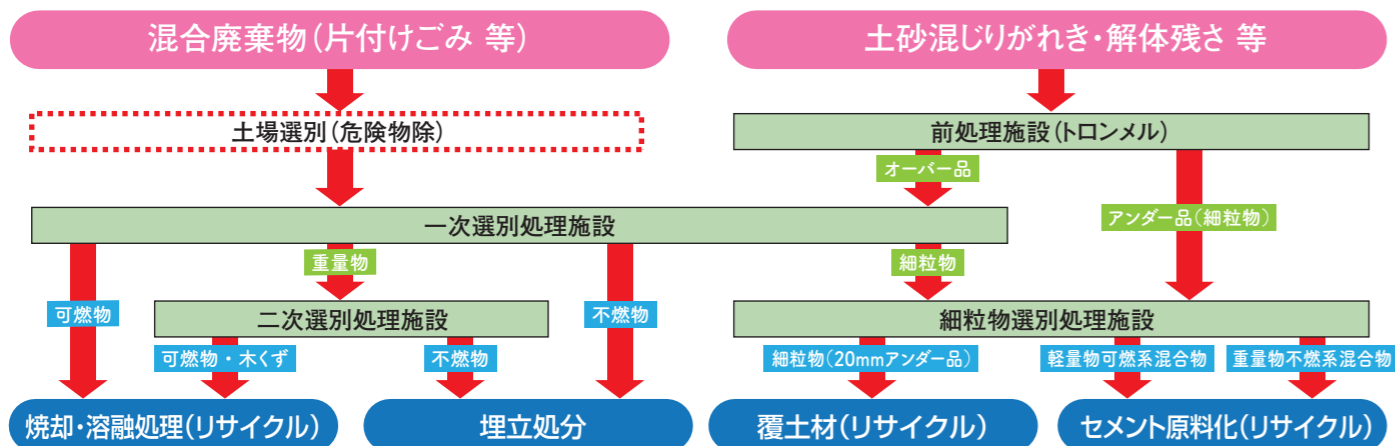 混合廃棄物(片付けごみ 等)
土砂混じりがれき・解体残さ 等
土場選別(危険物除)
前処理施設(トロンメル)
オーバー品
アンダー品(細粒物)
一次選別処理施設
重量物
細粒物
可燃物
二次選別処理施設
不燃物
細粒物選別処理施設
可燃物・木くず
不燃物
細粒物(20mmアンダー品)
軽量物可燃系混合物
重量物不燃系混合物
焼却・溶融処理(リサイクル)
埋立処分
覆土材(リサイクル)
セメント原料化(リサイクル)